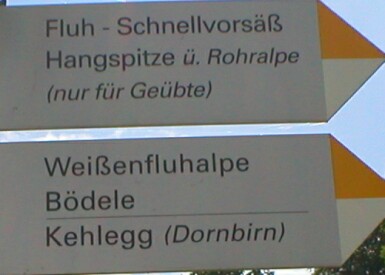 Fluh - Schnellvorsäß
Hangspitze ü. Rohralpe
(nur für Geübte)
Weißenfluhalpe
Bödele
Kehlegg (Dornbirn)